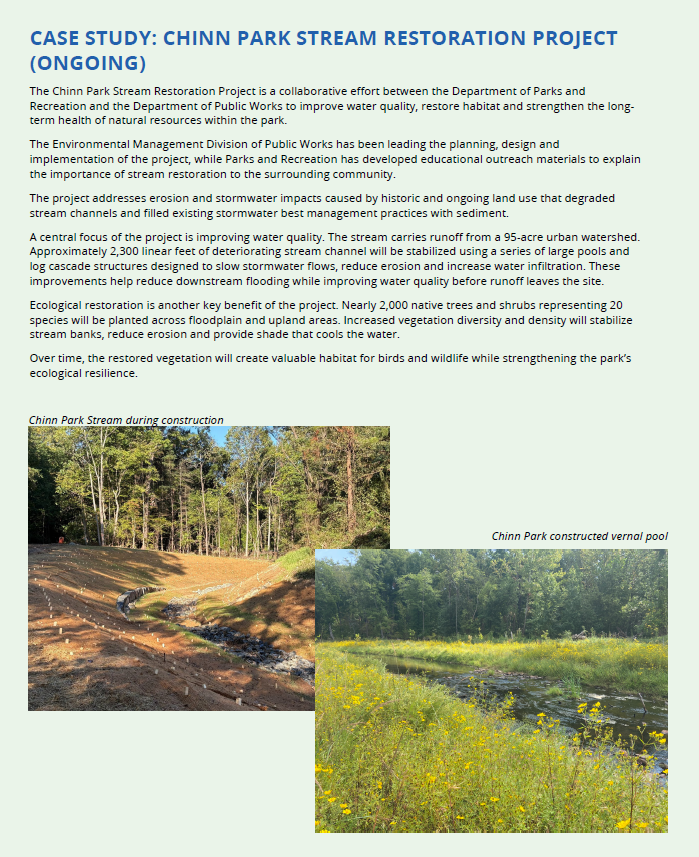 CASE STUDY: CHINN PARK STREAM RESTORATION PROJECT
(ONGOING)
The Chinn Park Stream Restoration Project is a collaborative effort between the Department of Parks and
Recreation and the Department of Public Works to improve water quality, restore habitat and strengthen the long-
term health of natural resources within the park.
The Environmental Management Division of Public Works has been leading the planning, design and
implementation of the project, while Parks and Recreation has developed educational outreach materials to explain
the importance of stream restoration to the surrounding community.
The project addresses erosion and stormwater impacts caused by historic and ongoing land use that degraded
stream channels and filled existing stormwater best management practices with sediment.
A central focus of the project is improving water quality. The stream carries runoff from a 95-acre urban watershed.
Approximately 2,300 linear feet of deteriorating stream channel will be stabilized using a series of large pools and
log cascade structures designed to slow stormwater flows, reduce erosion and increase water infiltration. These
improvements help reduce downstream flooding while improving water quality before runoff leaves the site.
Ecological restoration is another key benefit of the project. Nearly 2,000 native trees and shrubs representing 20
species will be planted across floodplain and upland areas. Increased vegetation diversity and density will stabilize
stream banks, reduce erosion and provide shade that cools the water.
Over time, the restored vegetation will create valuable habitat for birds and wildlife while strengthening the park's
ecological resilience.
Chinn Park Stream during construction
Chinn Park constructed vernal pool